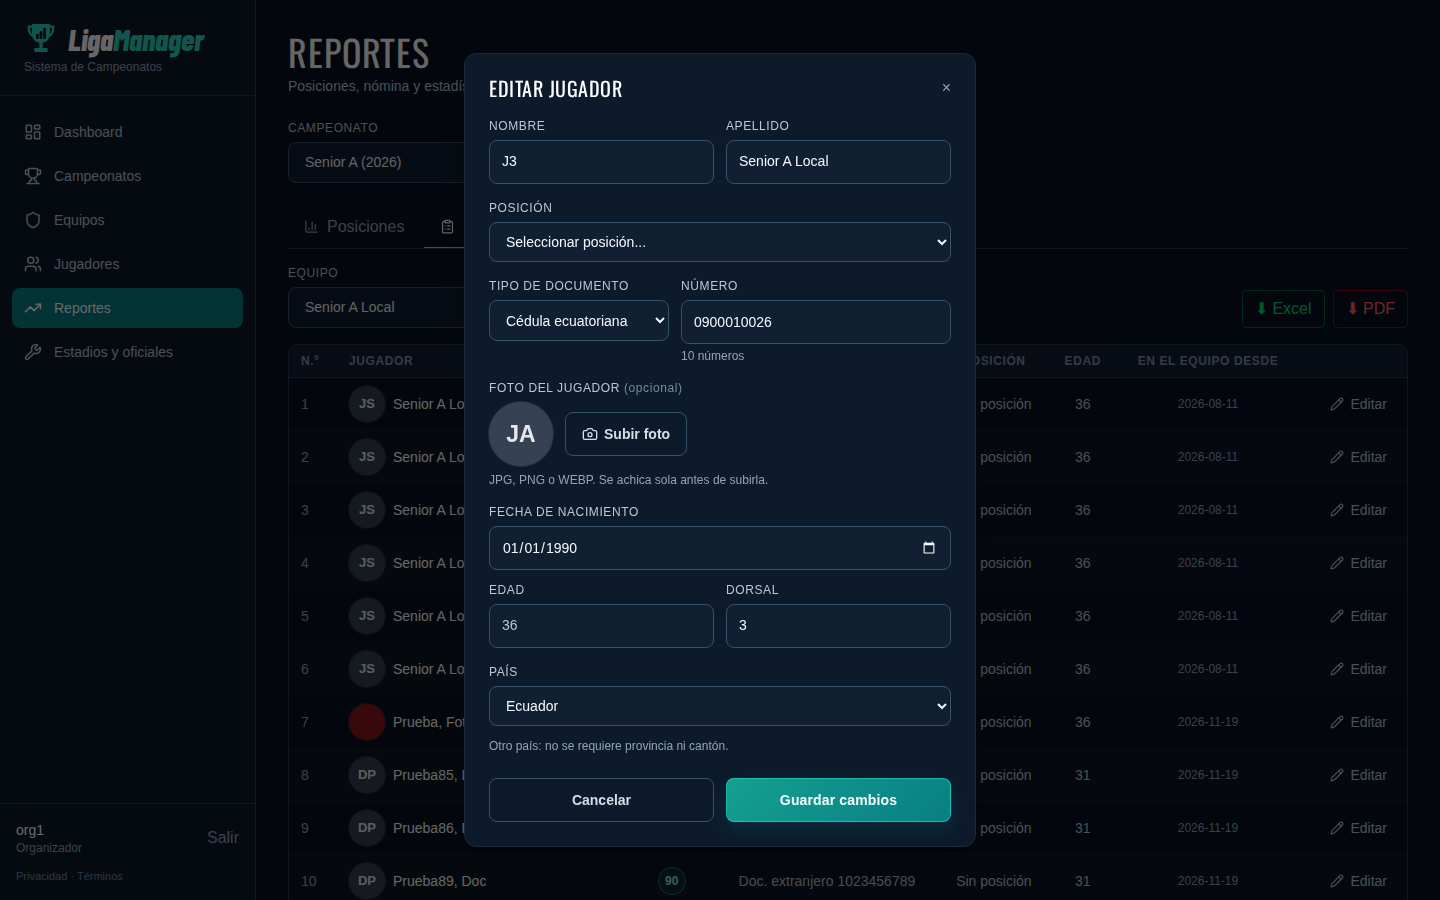 LigaManager
Sistema de Campeonatos
Dashboard
Campeonatos
Equipos
Jugadores
Reportes
Estadios y oficiales
org1
Organizador
Salir
Privacidad · Términos
REPORTES
Posiciones, nómina y estadís
CAMPEONATO
Senior A (2026)
Posiciones
EQUIPO
Senior A Local
⬇ Excel
⬇ PDF
N.º JUGADOR OSICIÓN EDAD EN EL EQUIPO DESDE
1 JS Senior A Lo posición 36 2026-08-11 Editar
2 JS Senior A Lo posición 36 2026-08-11 Editar
3 JS Senior A Lo posición 36 2026-08-11 Editar
4 JS Senior A Lo posición 36 2026-08-11 Editar
5 JS Senior A Lo posición 36 2026-08-11 Editar
6 JS Senior A Lo posición 36 2026-08-11 Editar
7 Prueba, Fot posición 36 2026-11-19 Editar
8 DP Prueba85, D posición 31 2026-11-19 Editar
9 DP Prueba86, D posición 31 2026-11-19 Editar
10 DP Prueba89, Doc 90 Doc. extranjero 1023456789 Sin posición 31 2026-11-19 Editar
EDITAR JUGADOR
×
NOMBRE APELLIDO
J3 Senior A Local
POSICIÓN
Seleccionar posición...
TIPO DE DOCUMENTO NÚMERO
Cédula ecuatoriana 0900010026
10 números
FOTO DEL JUGADOR (opcional)
JA Subir foto
JPG, PNG o WEBP. Se achica sola antes de subirla.
FECHA DE NACIMIENTO
01/01/1990
EDAD DORSAL
36 3
PAÍS
Ecuador
Otro país: no se requiere provincia ni cantón.
Cancelar Guardar cambios